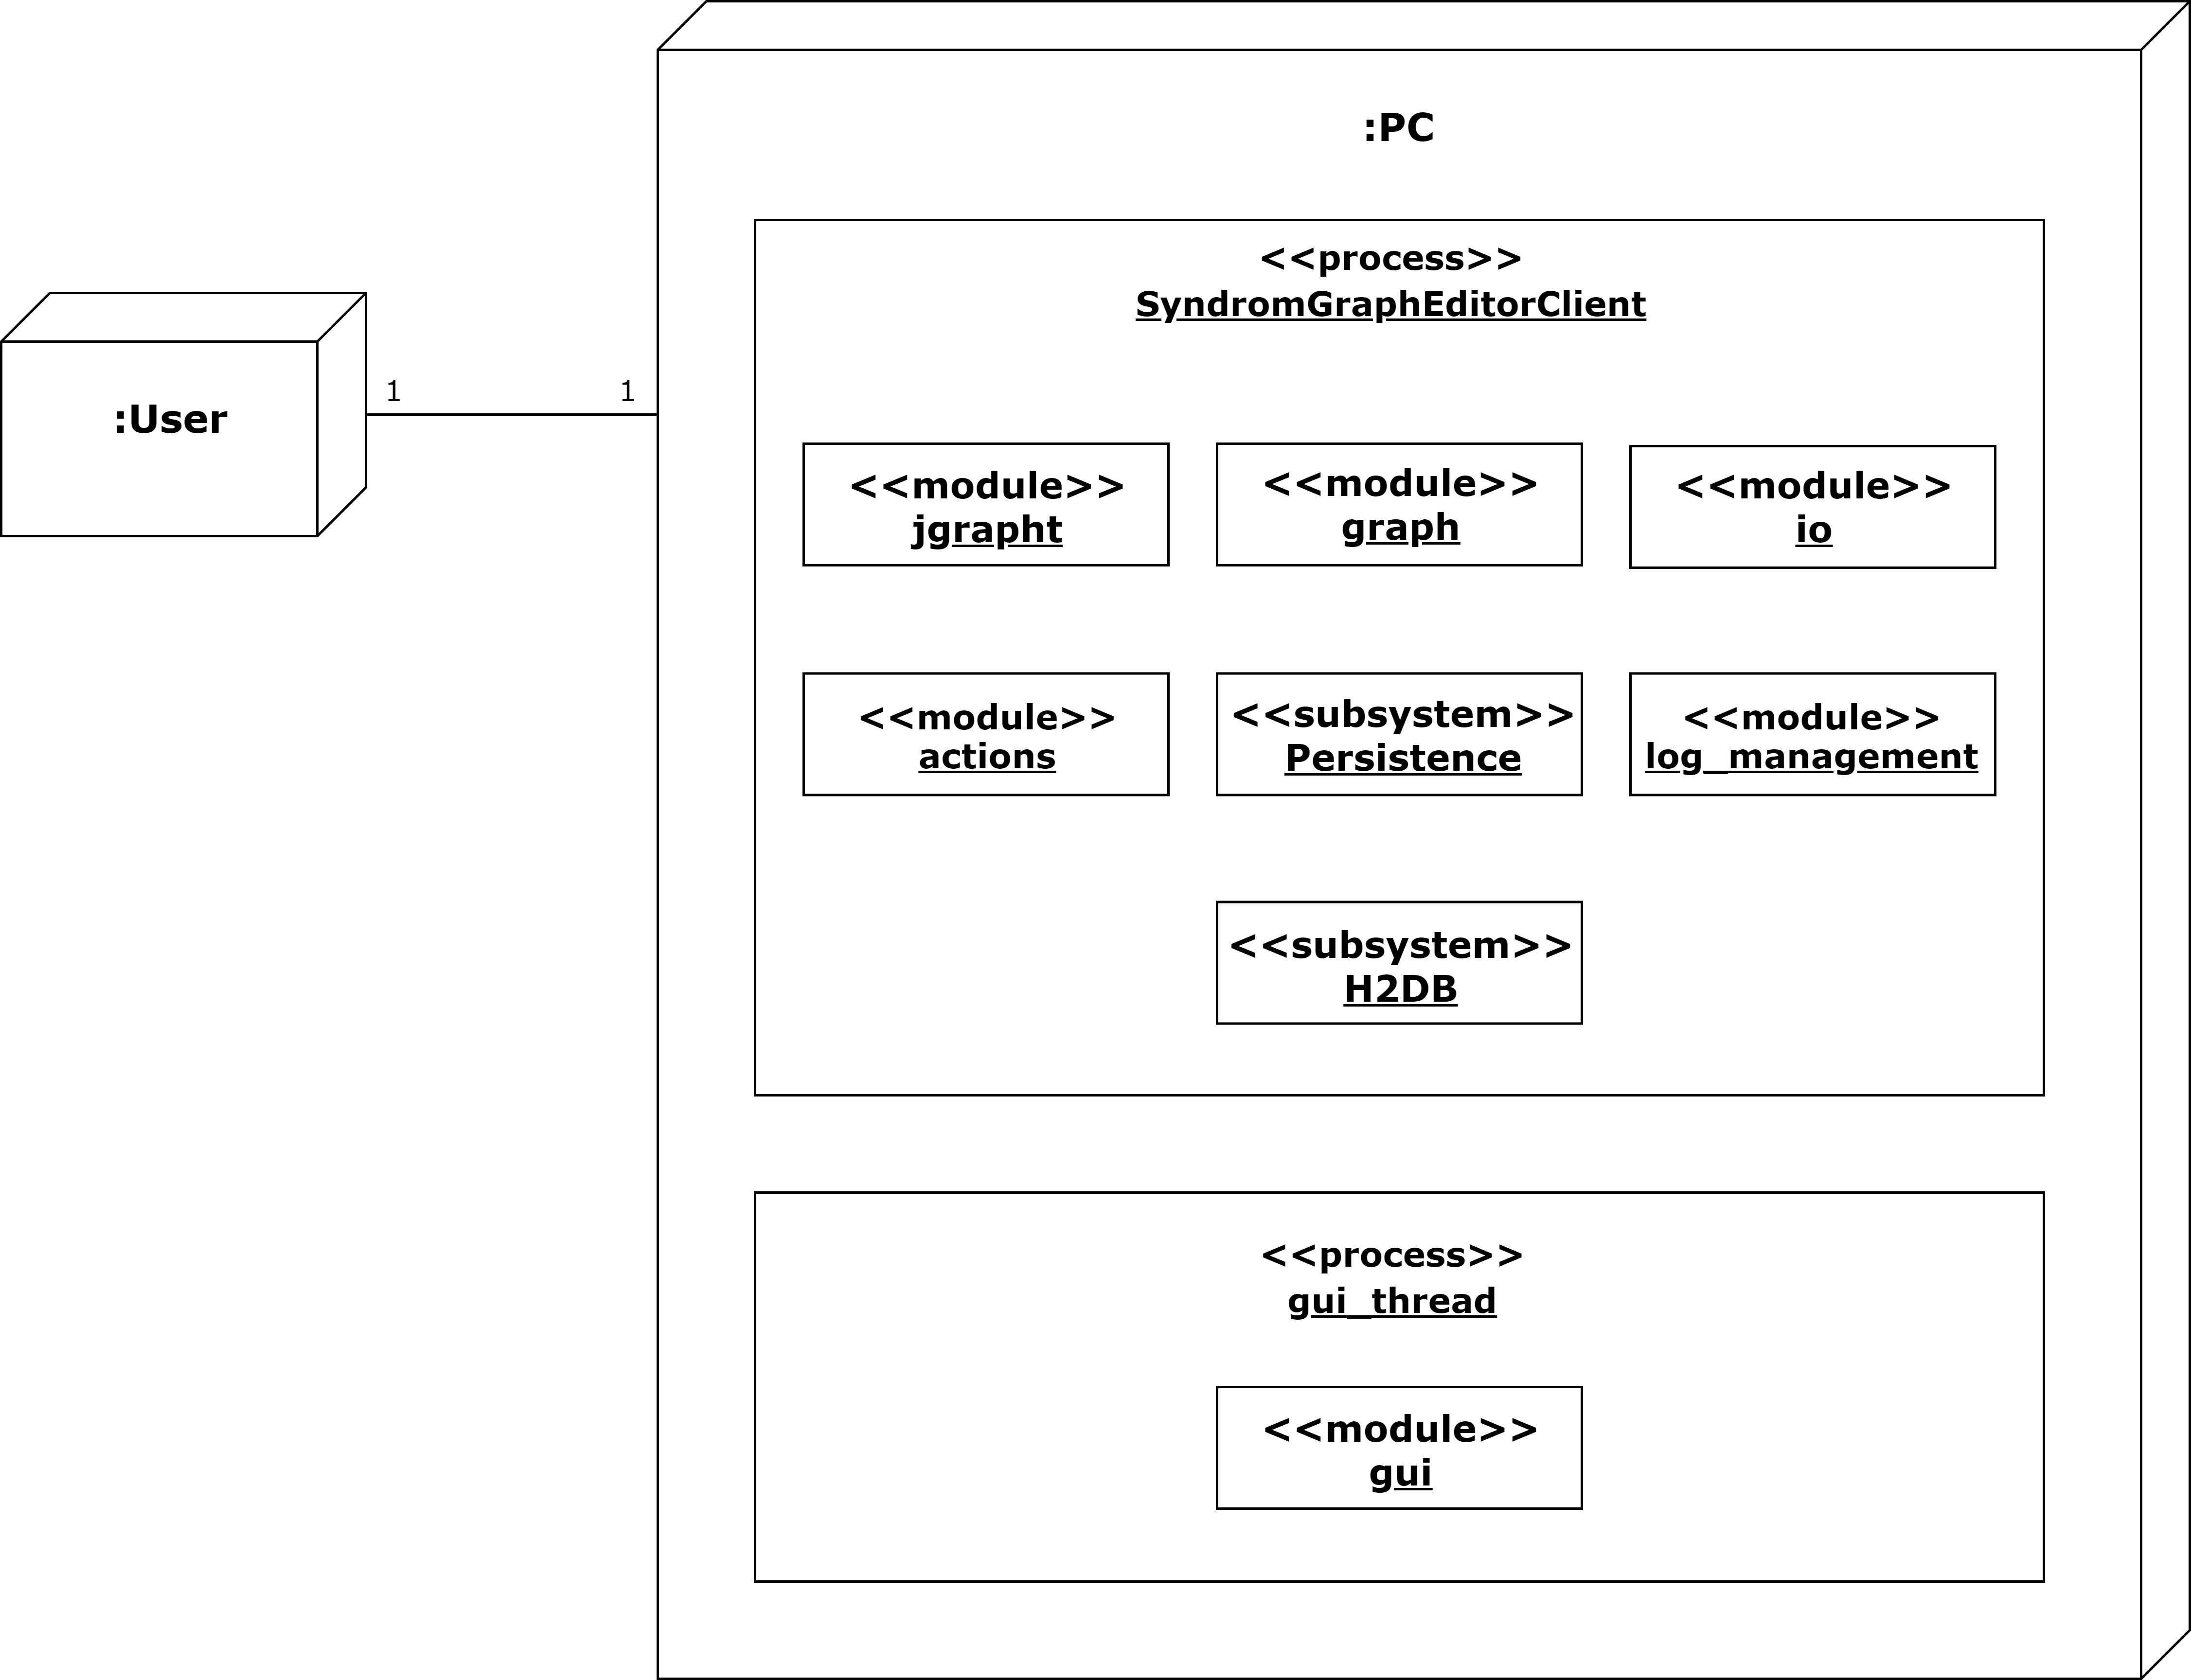 :PC
<<process>>
SyndromGraphEditorClient
:User
1
1
<<module>>
jgrapht
<<module>>
graph
<<module>>
io
<<module>>
actions
<<subsystem>>
Persistence
<<module>>
log_management
<<subsystem>>
H2DB
<<process>>
gui_thread
<<module>>
gui